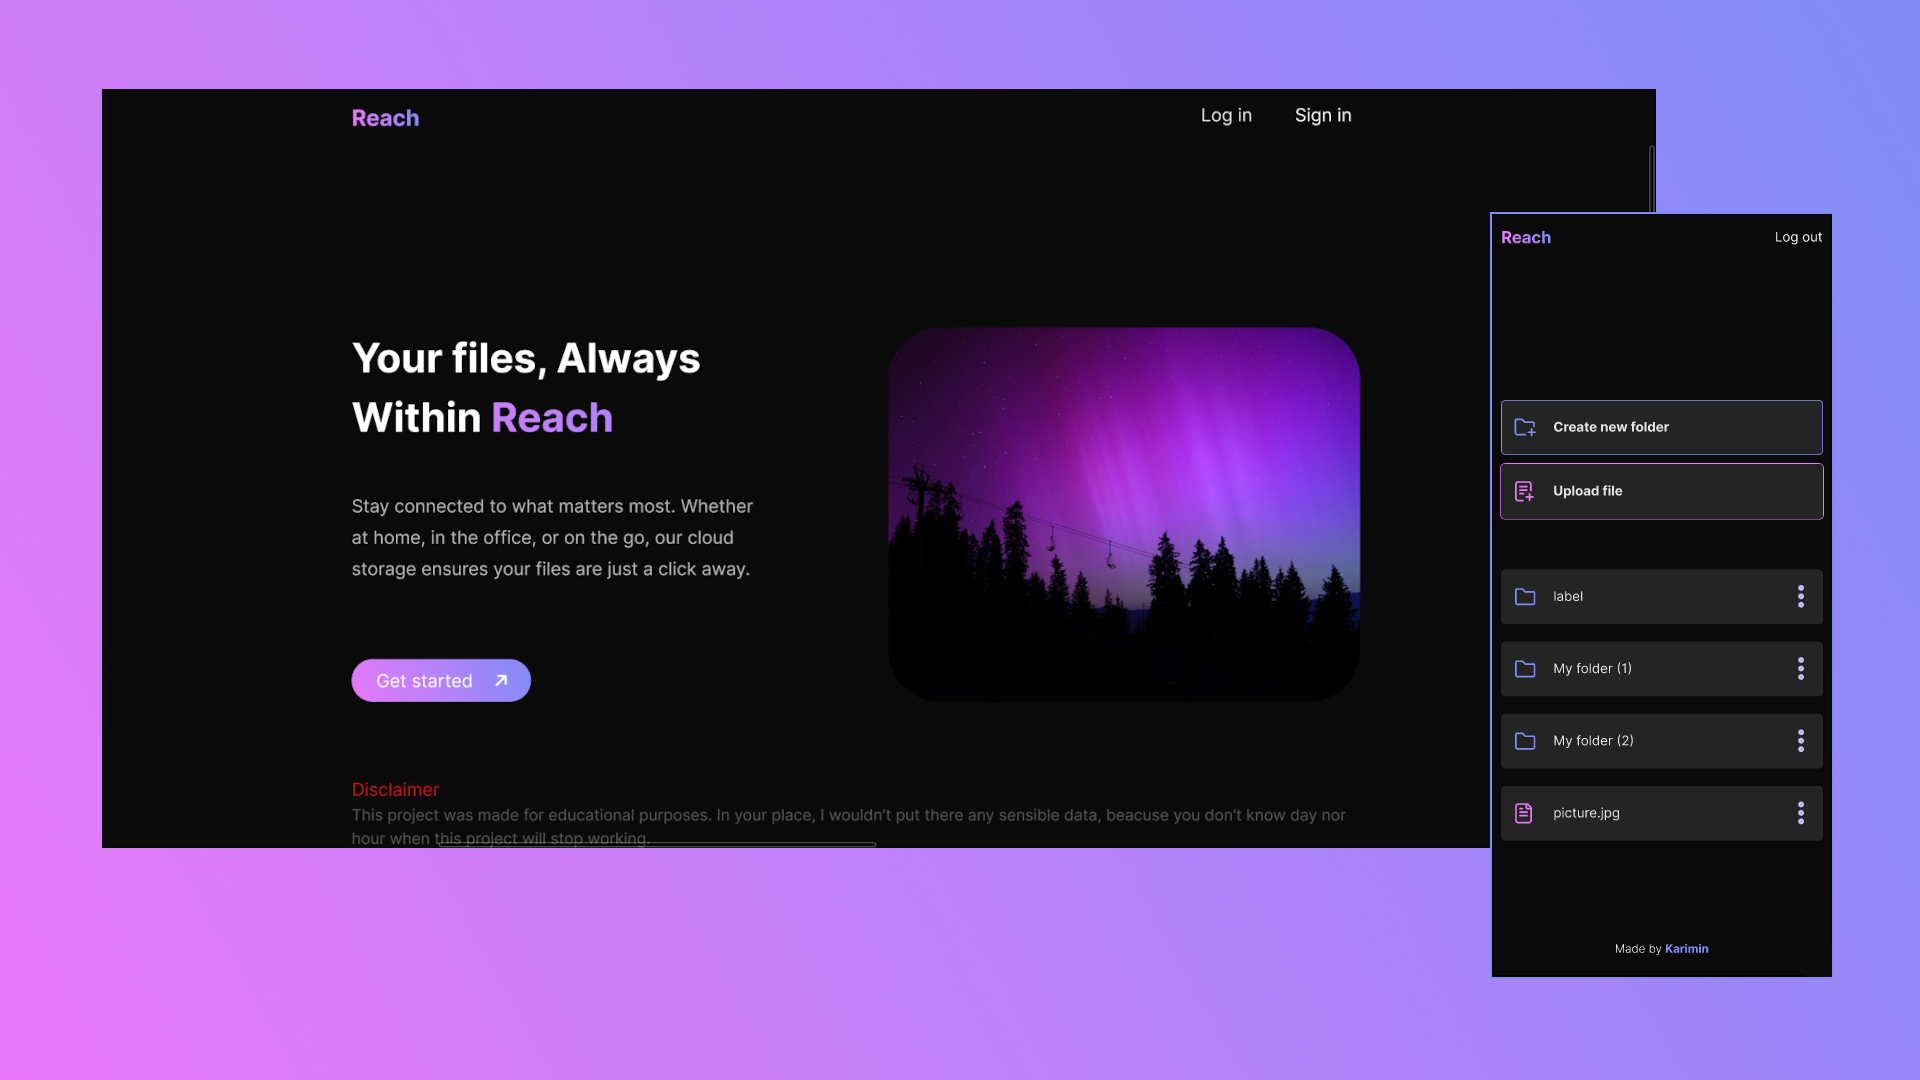 Reach
Log in
Sign in
Your files, Always
Within Reach
Stay connected to what matters most. Whether
at home, in the office, or on the go, our cloud
storage ensures your files are just a click away.
Get started
Disclaimer
This project was made for educational purposes. In your place, I wouldn’t put there any sensible data, beacuse you don’t know day nor
hour when this project will stop working.
Reach
Log out
Create new folder
Upload file
label
My folder (1)
My folder (2)
picture.jpg
Made by Karimin